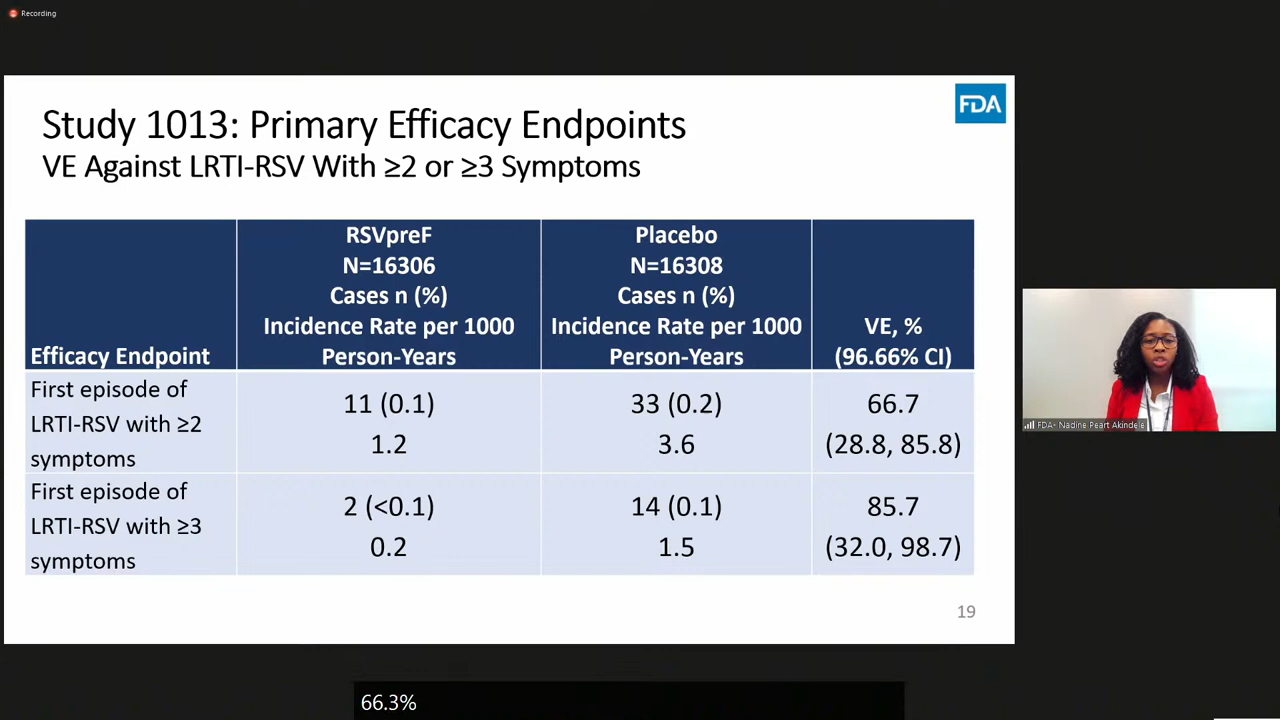 Recording
FDA
Study 1013: Primary Efficacy Endpoints
VE Against LRTI-RSV With ≥2 or ≥3 Symptoms
Efficacy Endpoint
RSVpreF
N=16306
Cases n (%)
Incidence Rate per 1000
Person-Years
Placebo
N=16308
Cases n (%)
Incidence Rate per 1000
Person-Years
VE, %
(96.66% CI)
First episode of
LRTI-RSV with ≥2
symptoms
11 (0.1)
1.2
33 (0.2)
3.6
66.7
(28.8, 85.8)
First episode of
LRTI-RSV with ≥3
symptoms
2 (<0.1)
0.2
14 (0.1)
1.5
85.7
(32.0, 98.7)
19
FDA- Nadine Peart Akindele
66.3%